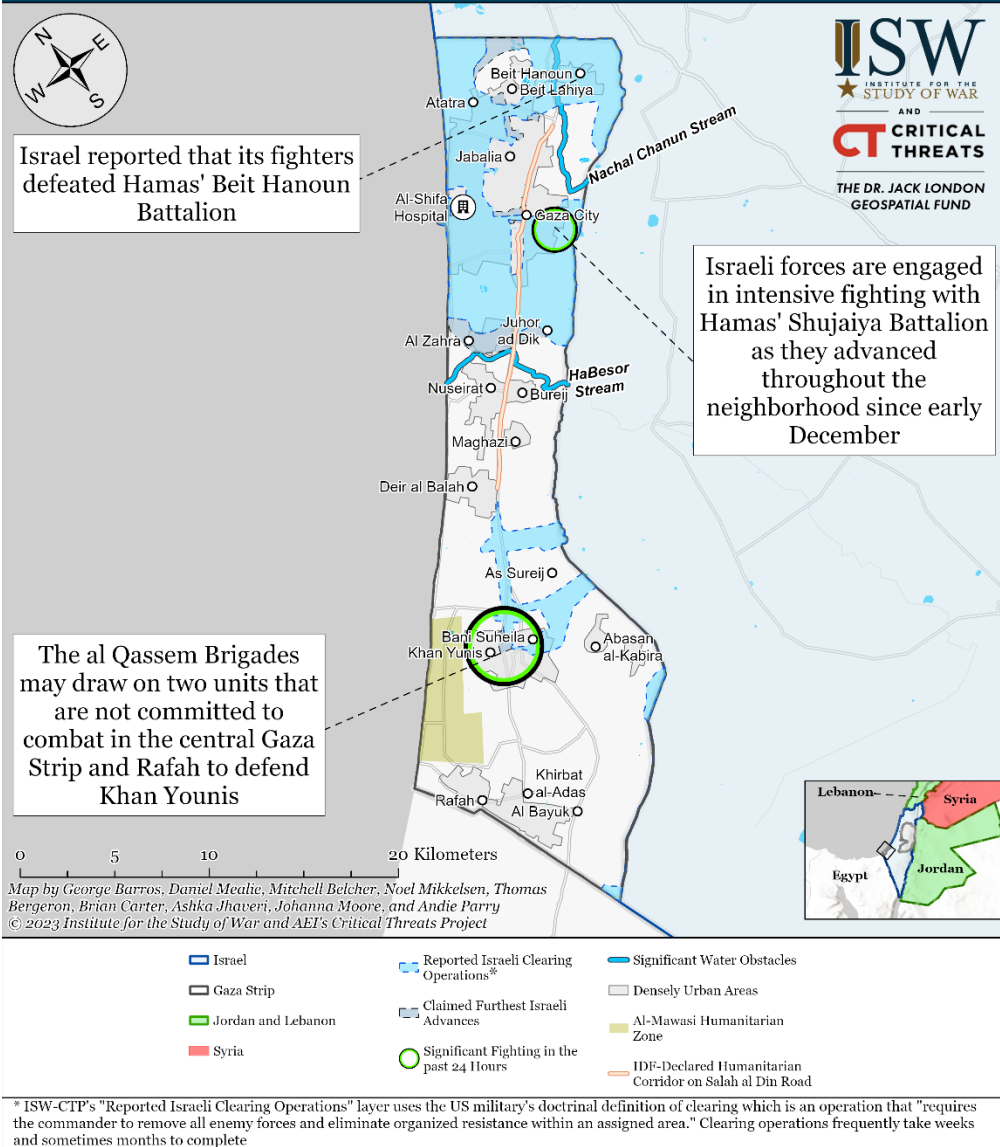 N
E
W
S
ISW
INSTITUTE FOR THE
STUDY OF WAR
AND
CT CRITICAL
THREATS
THE DR. JACK LONDON
GEOSPATIAL FUND
Israel reported that its fighters
defeated Hamas' Beit Hanoun
Battalion
Beit Hanoun
Beit Lahiya
Atatra
Nachal Chanun Stream
Jabalia
Al-Shifa
Hospital
Gaza City
Israeli forces are engaged
in intensive fighting with
Hamas' Shujaiya Battalion
as they advanced
throughout the
neighborhood since early
December
Juhor
ad Dik
Al Zahra
HaBesor
Stream
Nuseirat
Bureij
Maghazi
Deir al Balah
As Sureij
Bani Suheila
Khan Yunis
Abasan
al-Kabira
The al Qassem Brigades
may draw on two units that
are not committed to
combat in the central Gaza
Strip and Rafah to defend
Khan Younis
Khirbat
al-Adas
Rafah
Al Bayuk
Lebanon
Syria
Egypt
Jordan
0 5 10 20 Kilometers
Map by George Barros, Daniel Mealie, Mitchell Belcher, Noel Mikkelsen, Thomas
Bergeron, Brian Carter, Ashka Jhaveri, Johanna Moore, and Andie Parry
© 2023 Institute for the Study of War and AEI's Critical Threats Project
Israel
Gaza Strip
Jordan and Lebanon
Syria
Reported Israeli Clearing
Operations*
Claimed Furthest Israeli
Advances
Significant Fighting in the
past 24 Hours
Significant Water Obstacles
Densely Urban Areas
Al-Mawasi Humanitarian
Zone
IDF-Declared Humanitarian
Corridor on Salah al Din Road
* ISW-CTP's "Reported Israeli Clearing Operations" layer uses the US military's doctrinal definition of clearing which is an operation that "requires
the commander to remove all enemy forces and eliminate organized resistance within an assigned area." Clearing operations frequently take weeks
and sometimes months to complete